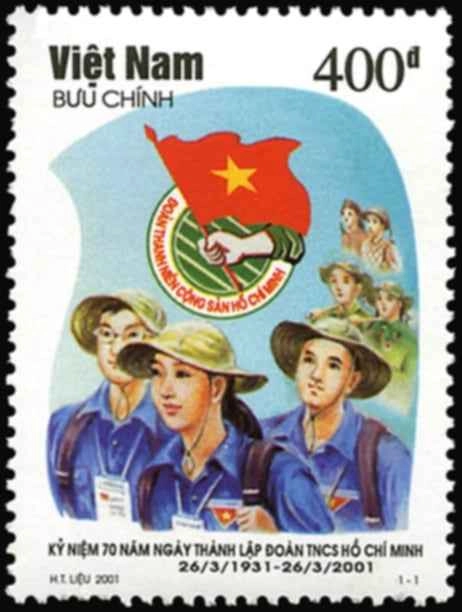 Việt Nam
400đ
BƯU CHÍNH
ĐOÀN THANH NIÊN CỘNG SẢN HỒ CHÍ MINH
KỶ NIỆM 70 NĂM NGÀY THÀNH LẬP ĐOÀN TNCS HỒ CHÍ MINH
26/3/1931-26/3/2001
H.T. LIỆU 2001
1-1